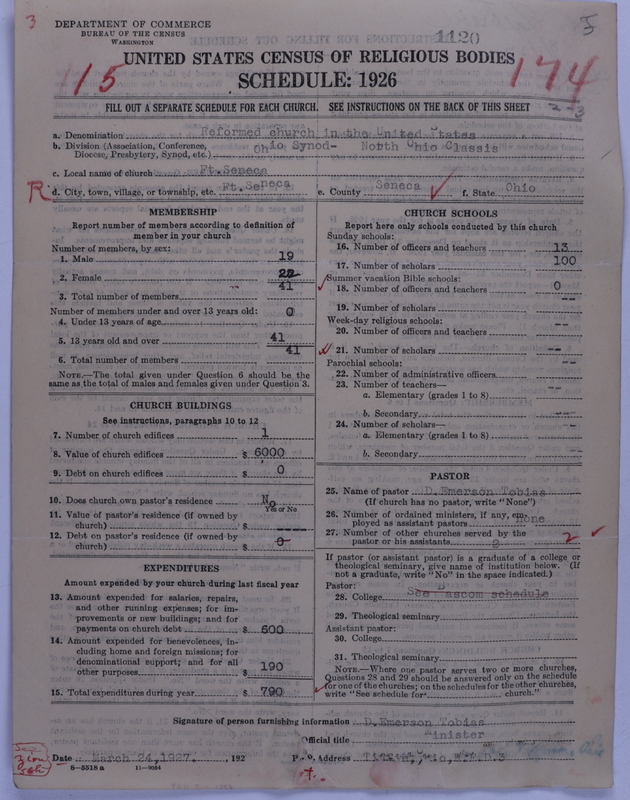 3
DEPARTMENT OF COMMERCE
BUREAU OF THE CENSUS
WASHINGTON
1120
UNITED STATES CENSUS OF RELIGIOUS BODIES
115
SCHEDULE: 1926
174
FILL OUT A SEPARATE SCHEDULE FOR EACH CHURCH. SEE INSTRUCTIONS ON THE BACK OF THIS SHEET
a. Denomination Reformed church in the United States
b. Division (Association, Conference, Diocese, Presbytery, Synod, etc.) Ohio Synod- North Ohio Classis
c. Local name of church Ft.Seneca
R d. City, town, village, or township, etc. Ft.Seneca e. County Seneca f. State Ohio
MEMBERSHIP
Report number of members according to definition of
member in your church
Number of members, by sex:
1. Male 19
2. Female 22
3. Total number of members 41
Number of members under and over 13 years old:
4. Under 13 years of age 0
5. 13 years old and over 41
6. Total number of members 41
NOTE.—The total given under Question 6 should be the
same as the total of males and females given under Question 3.
CHURCH BUILDINGS
See instructions, paragraphs 10 to 12
7. Number of church edifices 1
8. Value of church edifices $ 6000
9. Debt on church edifices $ 0
10. Does church own pastor's residence No
Yes or No
11. Value of pastor's residence (if owned by
church) $ ----
12. Debt on pastor's residence (if owned by
church) $ 0
EXPENDITURES
Amount expended by your church during last fiscal year
13. Amount expended for salaries, repairs,
and other running expenses; for im-
provements or new buildings; and for
payments on church debt $ 600
14. Amount expended for benevolences, in-
cluding home and foreign missions; for
denominational support; and for all
other purposes $ 190
15. Total expenditures during year $ 790
CHURCH SCHOOLS
Report here only schools conducted by this church
Sunday schools:
16. Number of officers and teachers 13
17. Number of scholars 100
Summer vacation Bible schools:
18. Number of officers and teachers 0
19. Number of scholars --
Week-day religious schools:
20. Number of officers and teachers --
21. Number of scholars --
Parochial schools:
22. Number of administrative officers --
23. Number of teachers—
a. Elementary (grades 1 to 8)
b. Secondary ---
24. Number of scholars—
a. Elementary (grades 1 to 8) --
b. Secondary
PASTOR
25. Name of pastor D.Emerson Tobias
(If church has no pastor, write "None")
26. Number of ordained ministers, if any, em-
ployed as assistant pastors none
27. Number of other churches served by the
pastor or his assistants 2 2
If pastor (or assistant pastor) is a graduate of a college or
theological seminary, give name of institution below. (If
not a graduate, write "No" in the space indicated.)
Pastor:
28. College See Bascom schedule
29. Theological seminary
Assistant pastor:
30. College
31. Theological seminary
NOTE.—Where one pastor serves two or more churches,
Questions 28 and 29 should be answered only on the schedule
for one of the churches; on the schedules for the other churches,
write "See schedule for church."
Signature of person furnishing information D.Emerson Tobias
Official title Minister
Date March 24,1927. , 192 P. O. Address
8—5518 a 11—9054